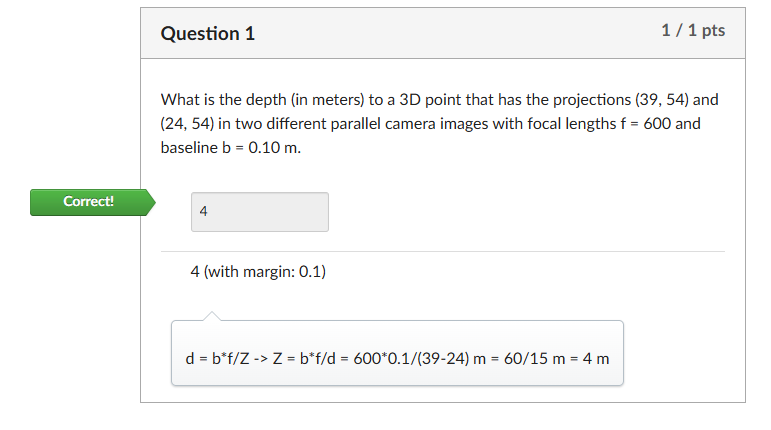 Question 1
1 / 1 pts
What is the depth (in meters) to a 3D point that has the projections (39, 54) and
(24, 54) in two different parallel camera images with focal lengths f = 600 and
baseline b = 0.10 m.
Correct!
4
4 (with margin: 0.1)
d = b*f/Z -> Z = b*f/d = 600*0.1/(39-24) m = 60/15 m = 4 m